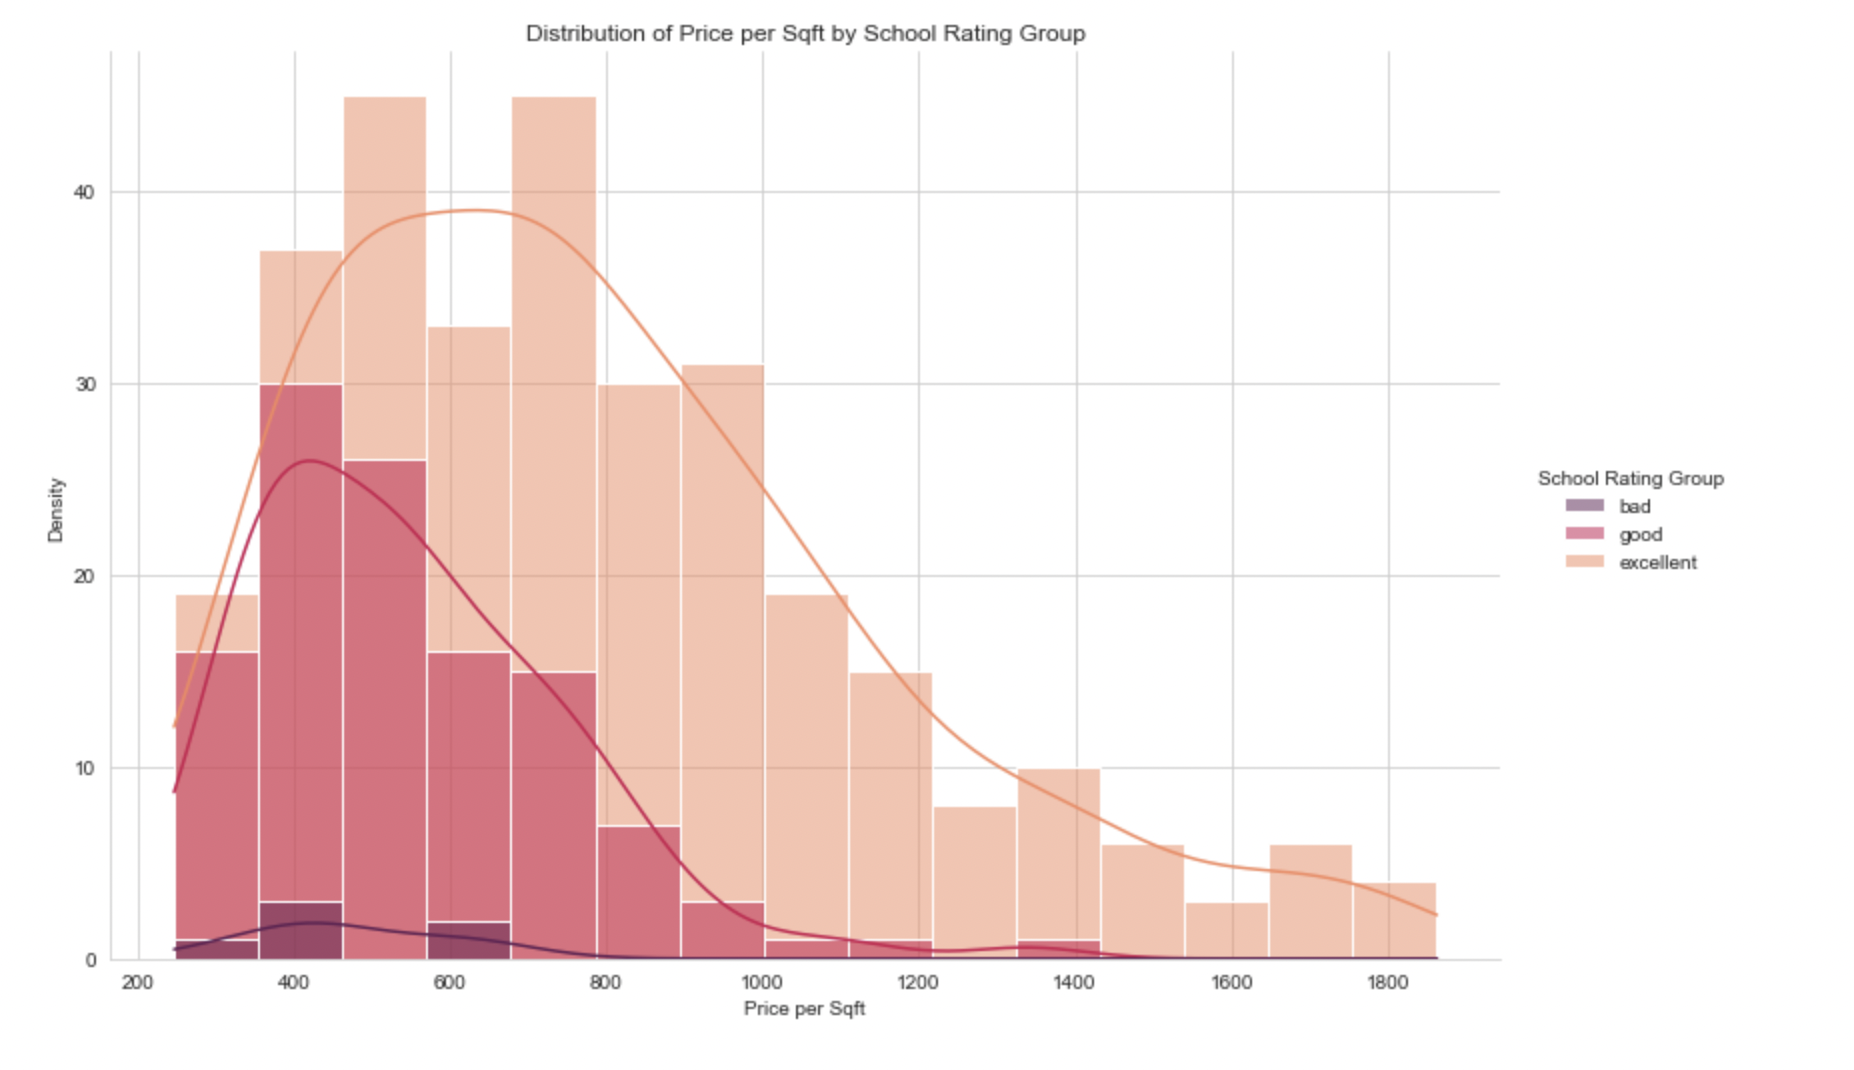 Distribution of Price per Sqft by School Rating Group
40
30
20
10
0
Density
200 400 600 800 1000 1200 1400 1600 1800
Price per Sqft
School Rating Group
bad
good
excellent